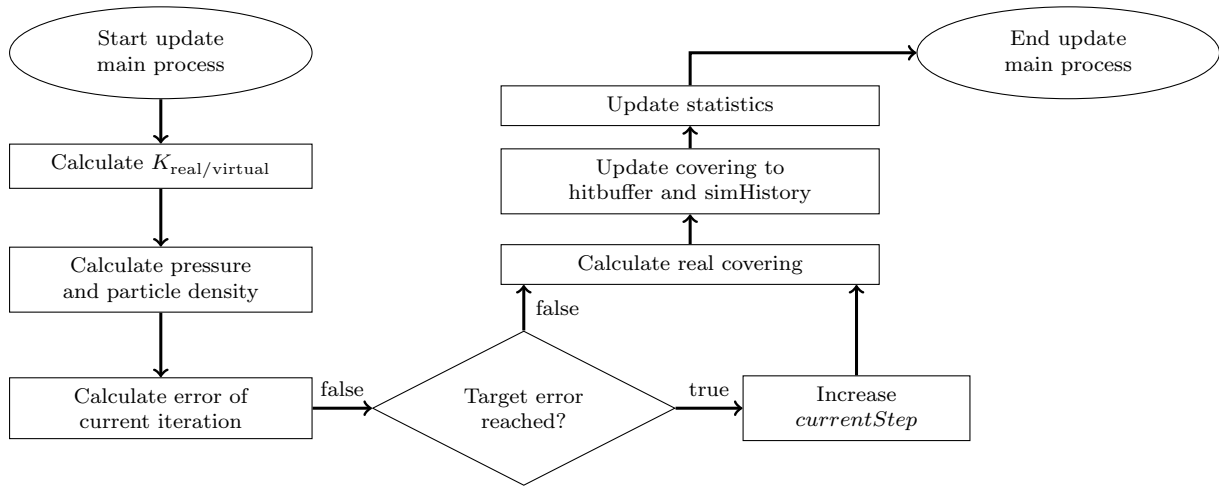 Start update
main process
Calculate K_real/virtual
Calculate pressure
and particle density
Calculate error of
current iteration
false
Target error
reached?
false
true
Increase
currentStep
Calculate real covering
Update covering to
hitbuffer and simHistory
Update statistics
End update
main process